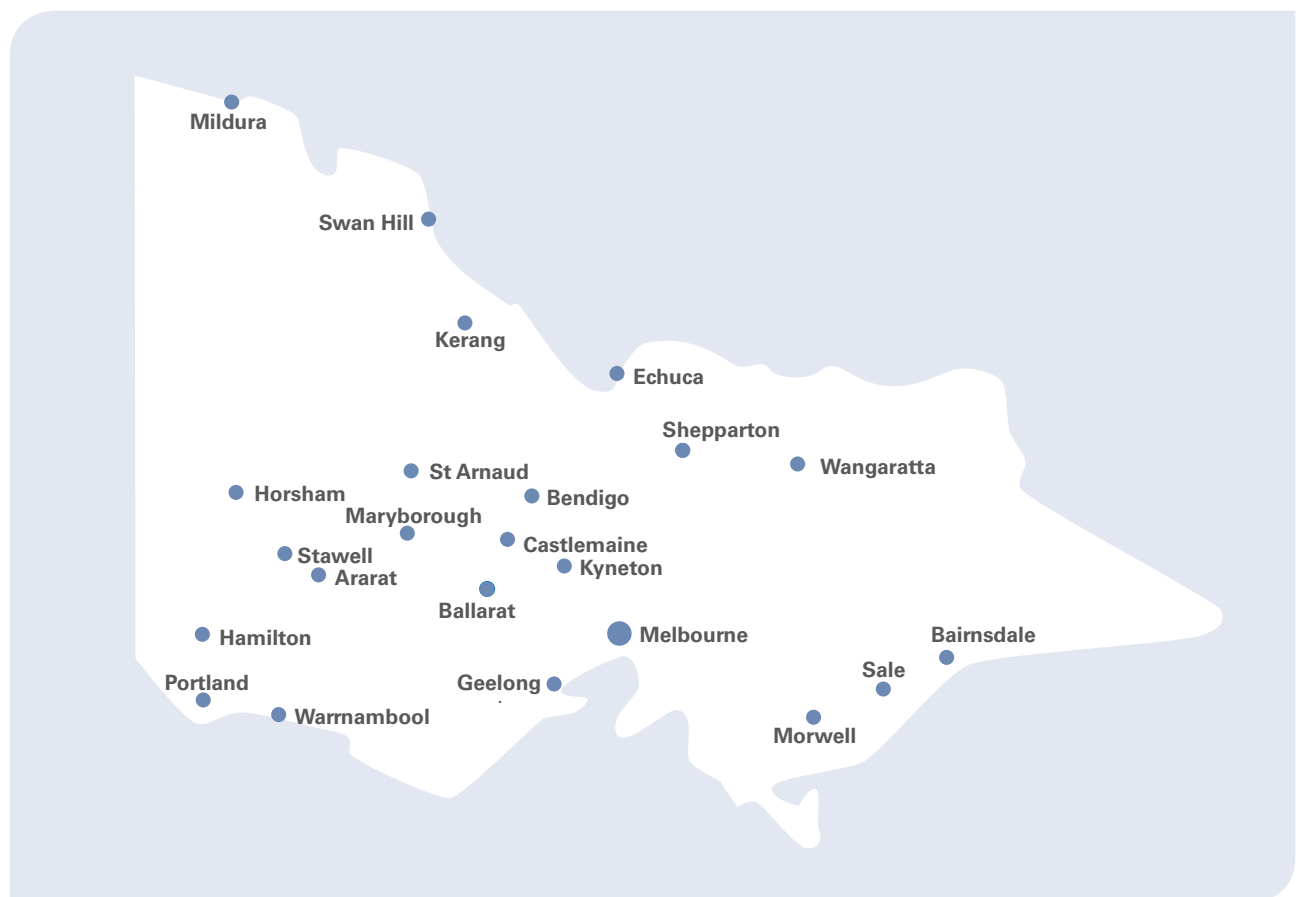 Mildura
Swan Hill
Kerang
Echuca
Shepparton
Wangaratta
St Arnaud
Horsham
Bendigo
Maryborough
Castlemaine
Stawell
Kyneton
Ararat
Ballarat
Melbourne
Hamilton
Bairnsdale
Sale
Portland
Geelong
Warrnambool
Morwell